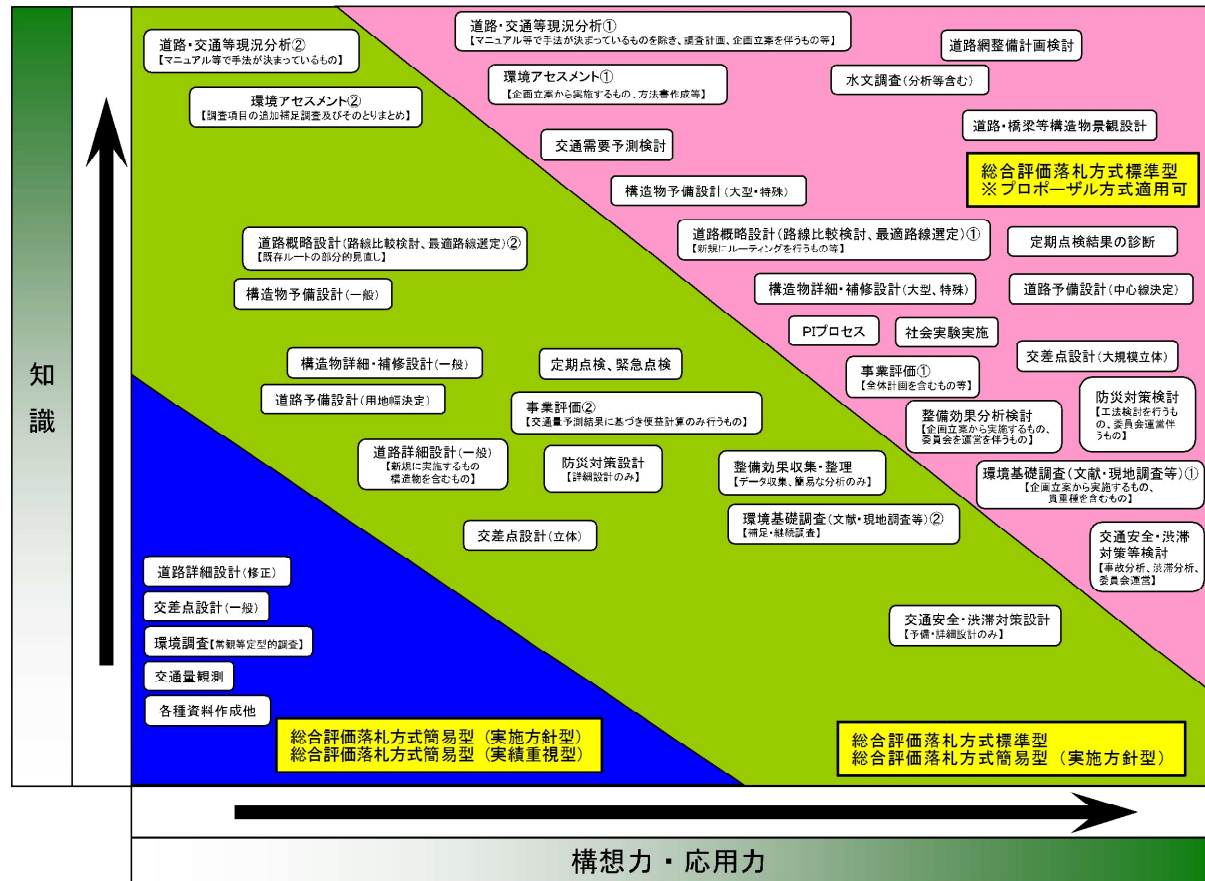 道路・交通等現況分析②
【マニュアル等で手法が決まっているもの】
道路・交通等現況分析①
【マニュアル等で手法が決まっているものを除き、調査計画、企画立案を伴うもの等】
道路網整備計画検討
環境アセスメント①
【企画立案から実施するもの、方法書作成等】
水文調査(分析等含む)
環境アセスメント②
【調査項目の追加補足調査及びそのとりまとめ】
道路・橋梁等構造物景観設計
交通需要予測検討
総合評価落札方式標準型
※プロポーザル方式適用可
構造物予備設計(大型・特殊)
道路概略設計(路線比較検討、最適路線選定)②
【既存ルートの部分的見直し】
道路概略設計(路線比較検討、最適路線選定)①
【新規にルーティングを行うもの等】
定期点検結果の診断
構造物予備設計(一般)
構造物詳細・補修設計(大型、特殊)
道路予備設計(中心線決定)
PIプロセス
社会実験実施
構造物詳細・補修設計(一般)
定期点検、緊急点検
交差点設計(大規模立体)
事業評価①
【全体計画を含むもの等】
知
識
道路予備設計(用地幅決定)
事業評価②
【交通量予測結果に基づき便益計算のみ行うもの】
整備効果分析検討
【企画立案から実施するもの、
委員会を運営を伴うもの】
防災対策検討
【工法検討を行うも
の、委員会運営伴
うもの】
道路詳細設計(一般)
【新規に実施するもの
構造物を含むもの】
防災対策設計
【詳細設計のみ】
整備効果収集・整理
【データ収集、簡易な分析のみ】
環境基礎調査(文献・現地調査等)①
【企画立案から実施するもの、
貴重種を含むもの】
環境基礎調査(文献・現地調査等)②
【補足・継続調査】
交差点設計(立体)
交通安全・渋滞
対策等検討
【事故分析、渋滞分析、
委員会運営】
道路詳細設計(修正)
交差点設計(一般)
環境調査【常観等定型的調査】
交通量観測
各種資料作成他
交通安全・渋滞対策設計
【予備・詳細設計のみ】
総合評価落札方式簡易型(実施方針型)
総合評価落札方式簡易型(実績重視型)
総合評価落札方式標準型
総合評価落札方式簡易型(実施方針型)
構想力・応用力